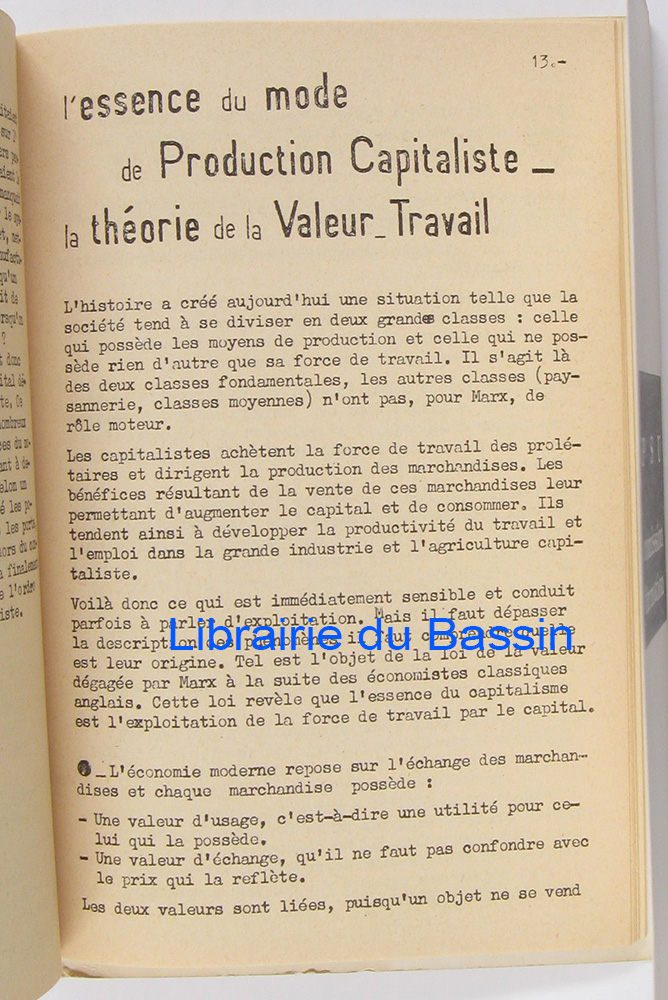 13.-
l'essence du mode
de Production Capitaliste _
la théorie de la Valeur_Travail
L'histoire a créé aujourd'hui une situation telle que la
société tend à se diviser en deux grandes classes : celle
qui possède les moyens de production et celle qui ne pos-
sède rien d'autre que sa force de travail. Il s'agit là
des deux classes fondamentales, les autres classes (pay-
sannerie, classes moyennes) n'ont pas, pour Marx, de
rôle moteur.
Les capitalistes achètent la force de travail des prolé-
taires et dirigent la production des marchandises. Les
bénéfices résultant de la vente de ces marchandises leur
permettant d'augmenter le capital et de consommer. Ils
tendent ainsi à développer la productivité du travail et
l'emploi dans la grande industrie et l'agriculture capi-
taliste.
Voilà donc ce qui est immédiatement sensible et conduit
parfois à parler d'exploitation. Mais il faut dépasser
la description des phénomènes il faut comprendre quelle
est leur origine. Tel est l'objet de la loi de la valeur
dégagée par Marx à la suite des économistes classiques
anglais. Cette loi revèle que l'essence du capitalisme
est l'exploitation de la force de travail par le capital.
Librairie du Bassin
_L'économie moderne repose sur l'échange des marchan-
dises et chaque marchandise possède :
- Une valeur d'usage, c'est-à-dire une utilité pour ce-
lui qui la possède.
- Une valeur d'échange, qu'il ne faut pas confondre avec
le prix qui la reflète.
Les deux valeurs sont liées, puisqu'un objet ne se vend